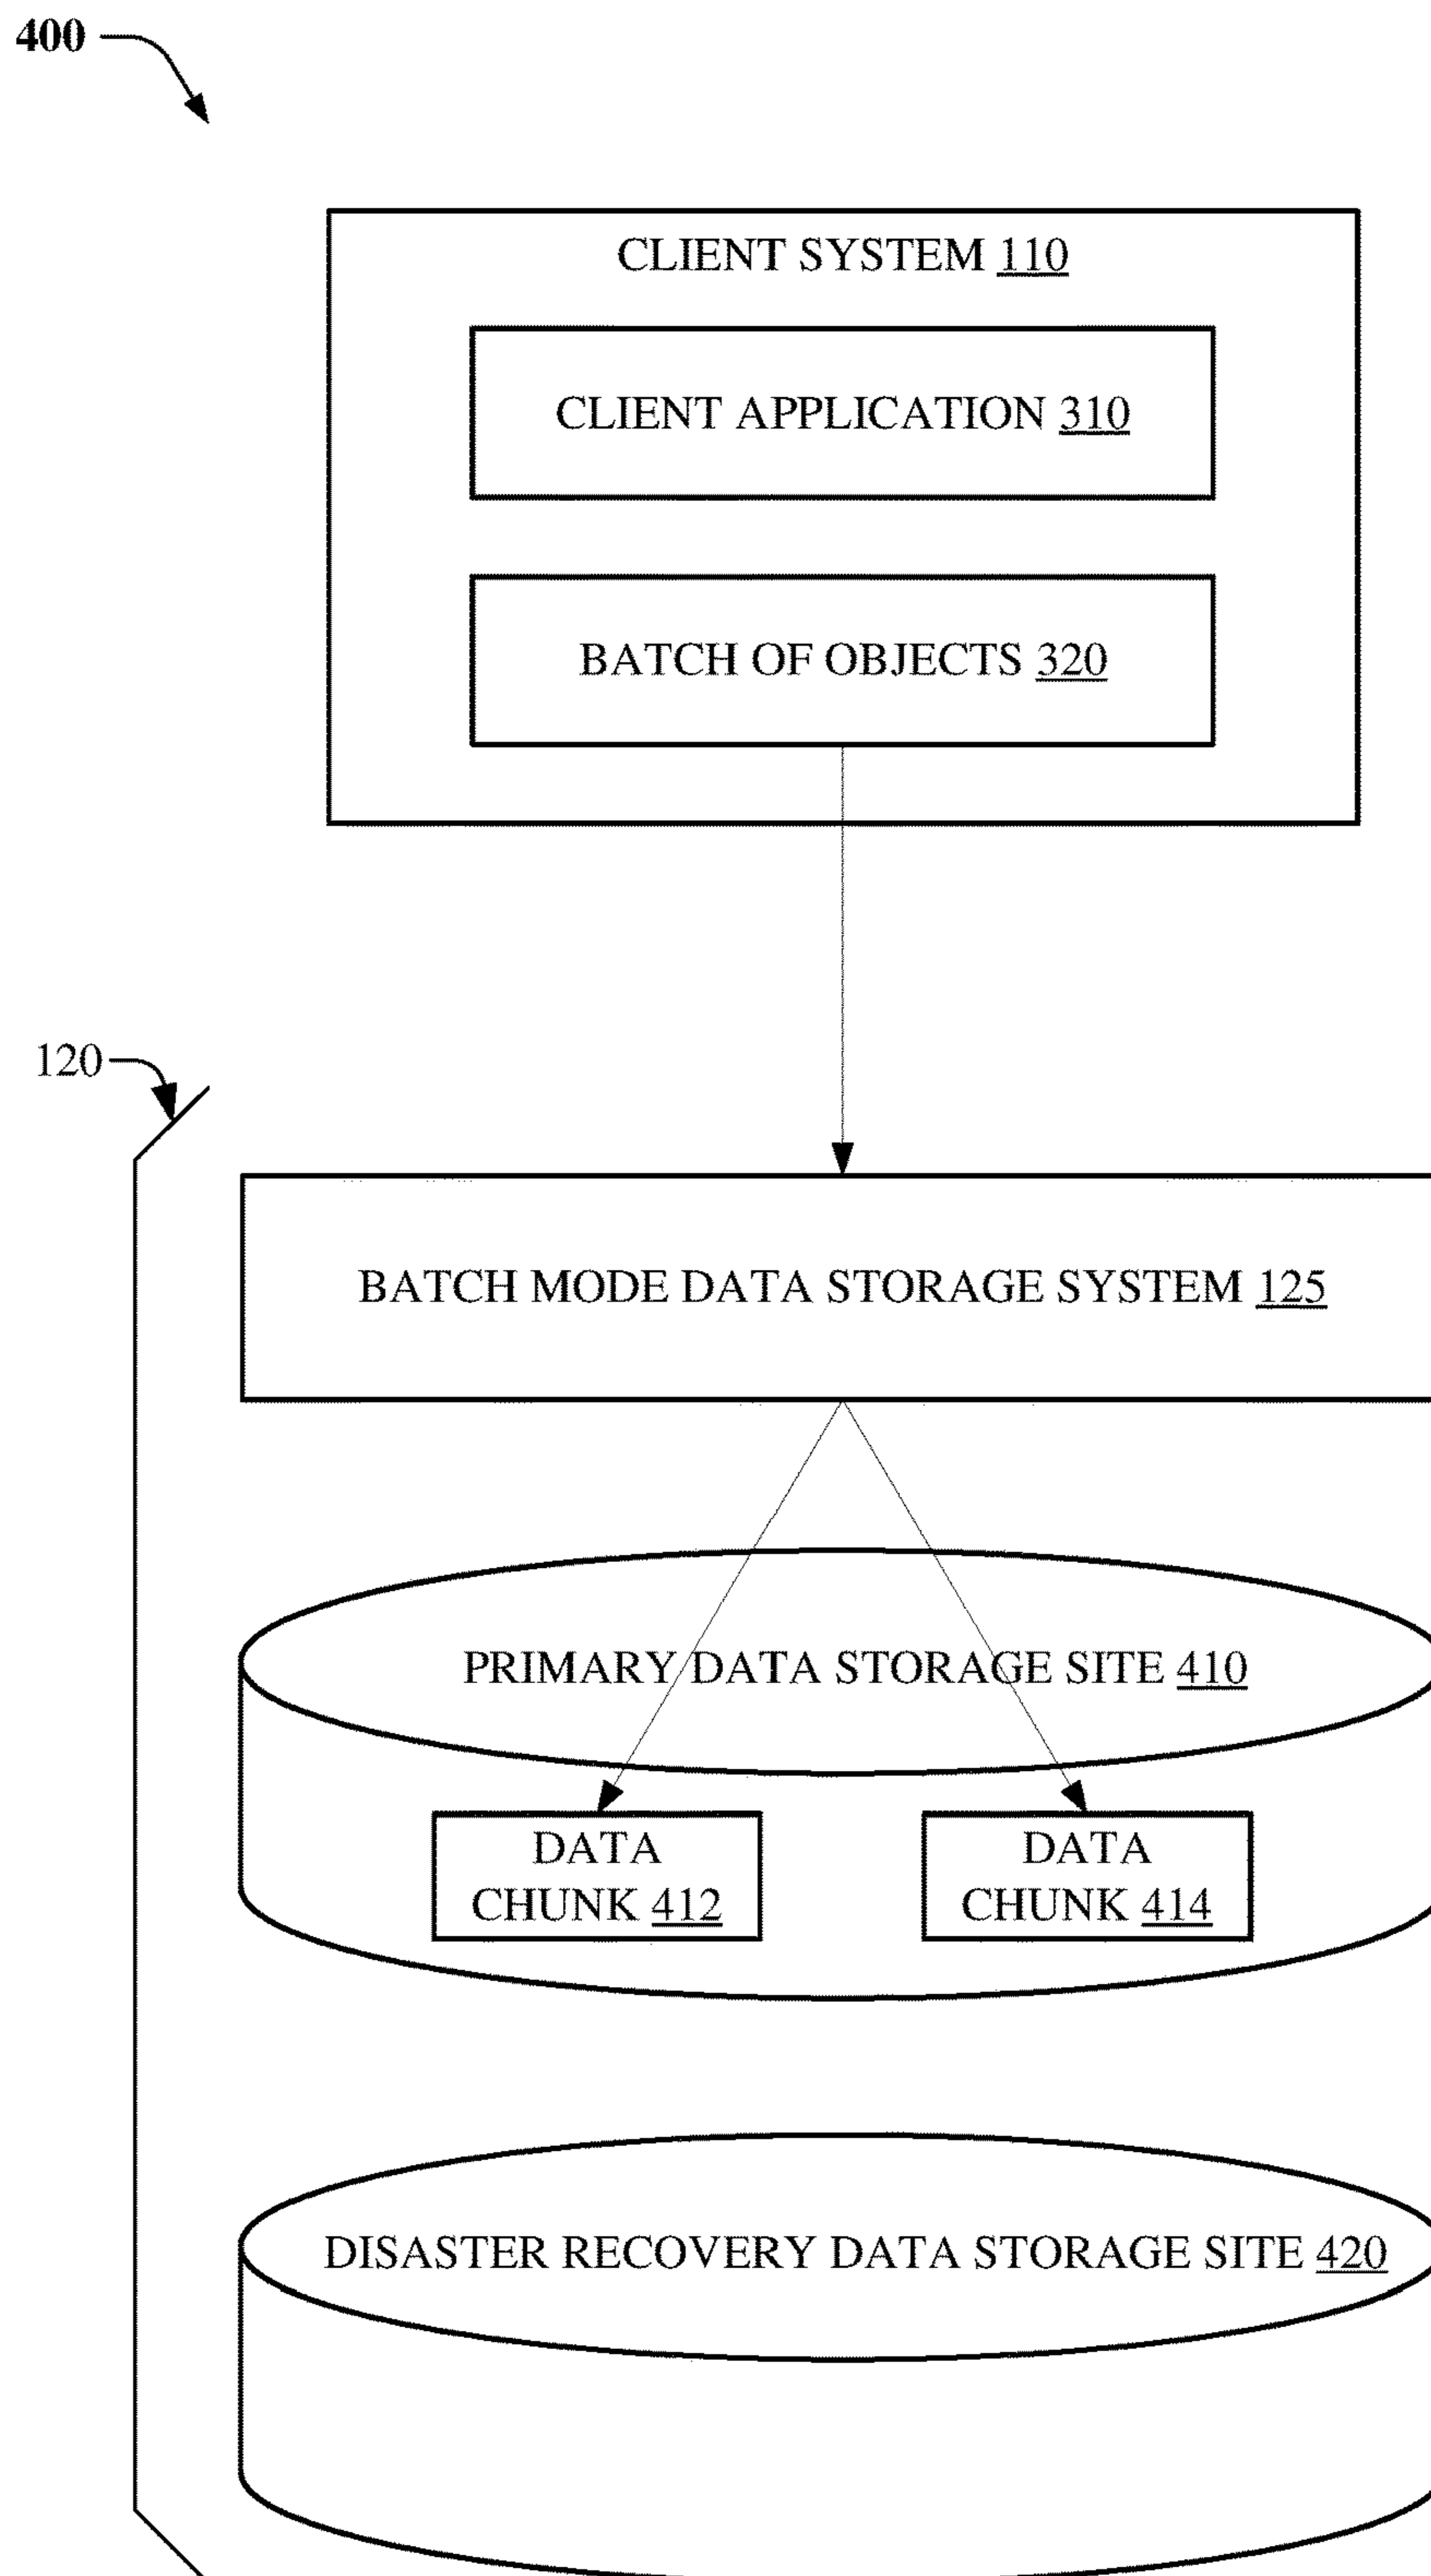 400
CLIENT SYSTEM 110
CLIENT APPLICATION 310
BATCH OF OBJECTS 320
120
BATCH MODE DATA STORAGE SYSTEM 125
PRIMARY DATA STORAGE SITE 410
DATA
CHUNK 412
DATA
CHUNK 414
DISASTER RECOVERY DATA STORAGE SITE 420